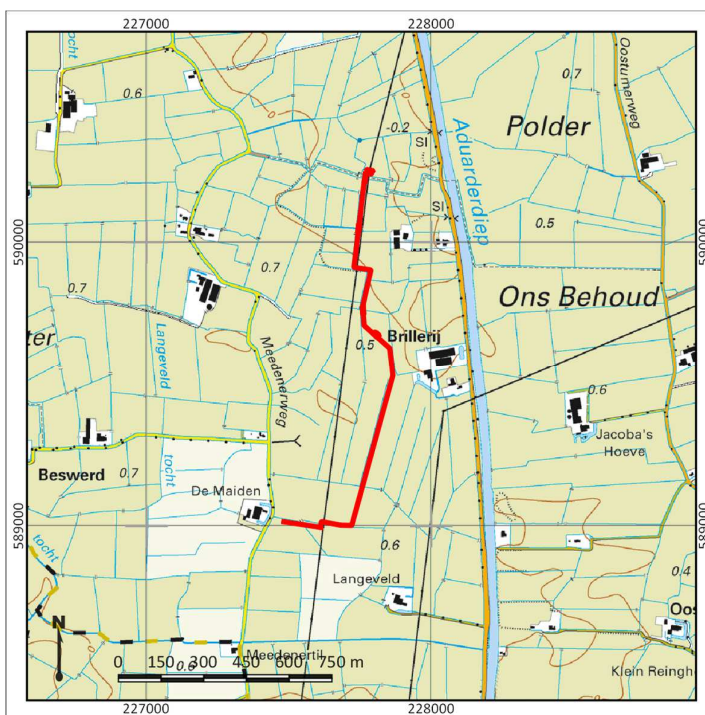 227000
228000
tocht
0.6
0.7
Oostumerweg
-0.2
Sl
Aduarderdiep
Polder
Sl
0.5
590000
590000
0.7
0.7
Ons Behoud
Langeveld
Meedenerweg
Brillerij
0.5
ter
0.6
Jacoba's
Hoeve
Beswerd
0.7
tocht
De Maiden
589000
589000
tocht
0.6
Langeveld
0.4
N
Oos
Meedenertil
0.6
Klein Reingh
0 150 300 450 600 750 m
227000
228000